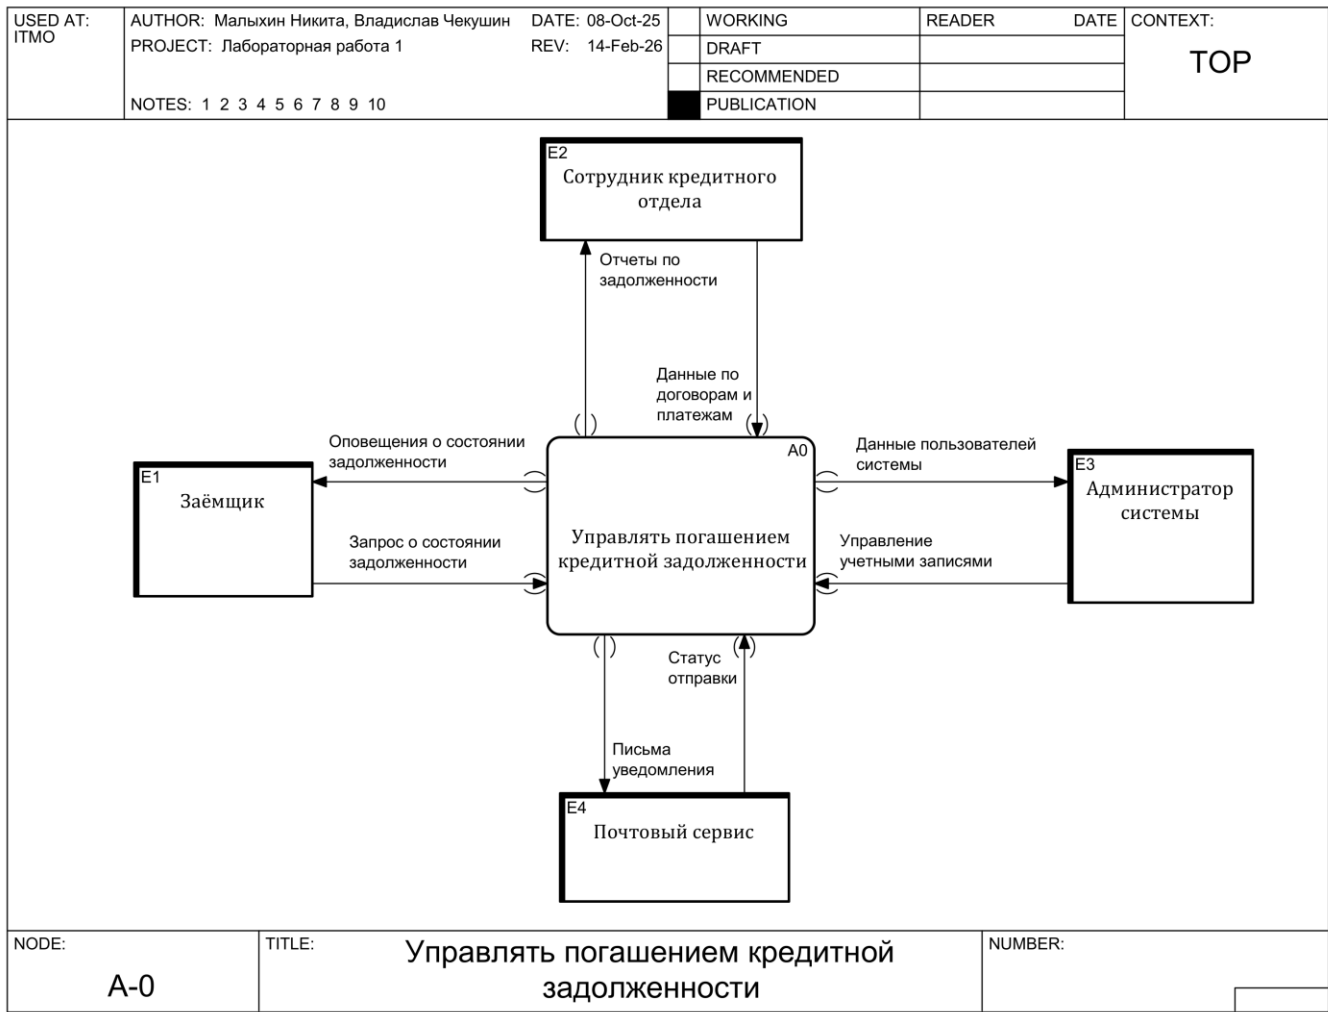 USED AT:
ITMO
AUTHOR: Малыхин Никита, Владислав Чекушин
DATE: 08-Oct-25
PROJECT: Лабораторная работа 1
REV: 14-Feb-26
NOTES: 1 2 3 4 5 6 7 8 9 10
WORKING
DRAFT
RECOMMENDED
PUBLICATION
READER
DATE
CONTEXT:
TOP
E2
Сотрудник кредитного
отдела
Отчеты по
задолженности
Данные по
договорам и
платежам
Оповещения о состоянии
задолженности
E1
Заёмщик
Запрос о состоянии
задолженности
A0
Управлять погашением
кредитной задолженности
Данные пользователей
системы
E3
Администратор
системы
Управление
учетными записями
Статус
отправки
Письма
уведомления
E4
Почтовый сервис
NODE:
A-0
TITLE:
Управлять погашением кредитной
задолженности
NUMBER: